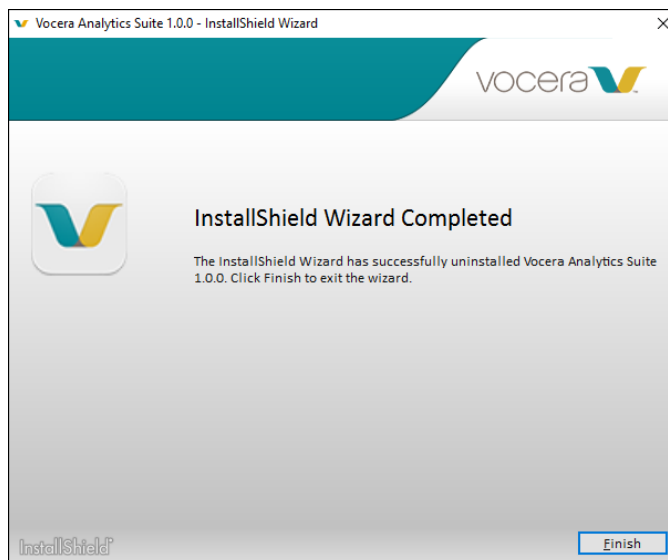 Vocera Analytics Suite 1.0.0 - InstallShield Wizard
vocera
InstallShield Wizard Completed
The InstallShield Wizard has successfully uninstalled Vocera Analytics Suite
1.0.0. Click Finish to exit the wizard.
InstallShield
Finish